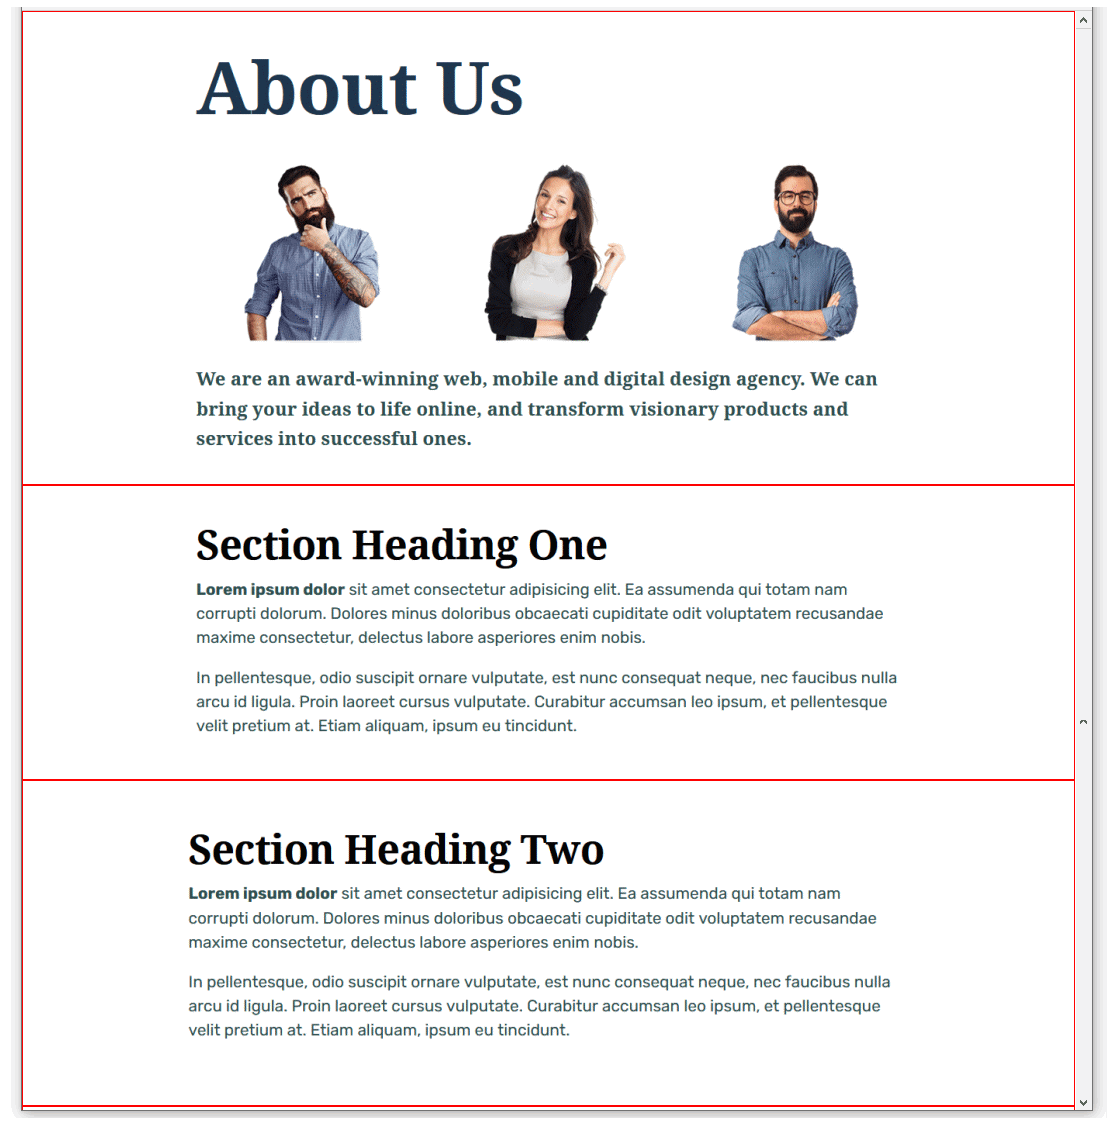 About Us
We are an award-winning web, mobile and digital design agency. We can
bring your ideas to life online, and transform visionary products and
services into successful ones.
Section Heading One
Lorem ipsum dolor sit amet consectetur adipisicing elit. Ea assumenda qui totam nam
corrupti dolorum. Dolores minus doloribus obcaecati cupiditate odit voluptatem recusandae
maxime consectetur, delectus labore asperiores enim nobis.
In pellentesque, odio suscipit ornare vulputate, est nunc consequat neque, nec faucibus nulla
arcu id ligula. Proin laoreet cursus vulputate. Curabitur accumsan leo ipsum, et pellentesque
velit pretium at. Etiam aliquam, ipsum eu tincidunt.
Section Heading Two
Lorem ipsum dolor sit amet consectetur adipisicing elit. Ea assumenda qui totam nam
corrupti dolorum. Dolores minus doloribus obcaecati cupiditate odit voluptatem recusandae
maxime consectetur, delectus labore asperiores enim nobis.
In pellentesque, odio suscipit ornare vulputate, est nunc consequat neque, nec faucibus nulla
arcu id ligula. Proin laoreet cursus vulputate. Curabitur accumsan leo ipsum, et pellentesque
velit pretium at. Etiam aliquam, ipsum eu tincidunt.